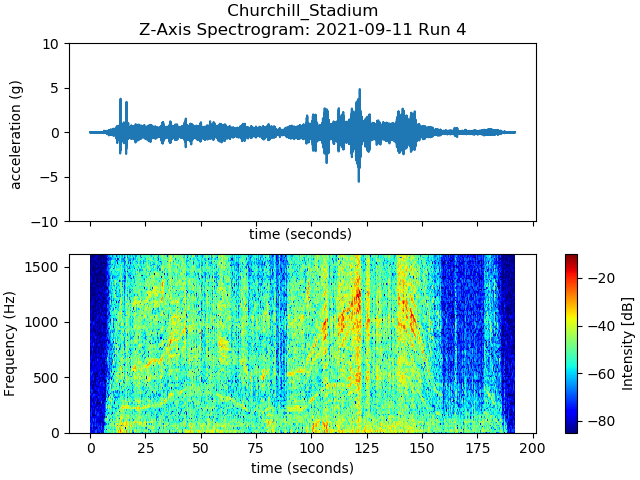 Churchill_Stadium
Z-Axis Spectrogram: 2021-09-11 Run 4
10
5
0
−5
−10
acceleration (g)
time (seconds)
1500
1000
500
0
Frequency (Hz)
0 25 50 75 100 125 150 175 200
time (seconds)
−20
−40
−60
−80
Intensity [dB]